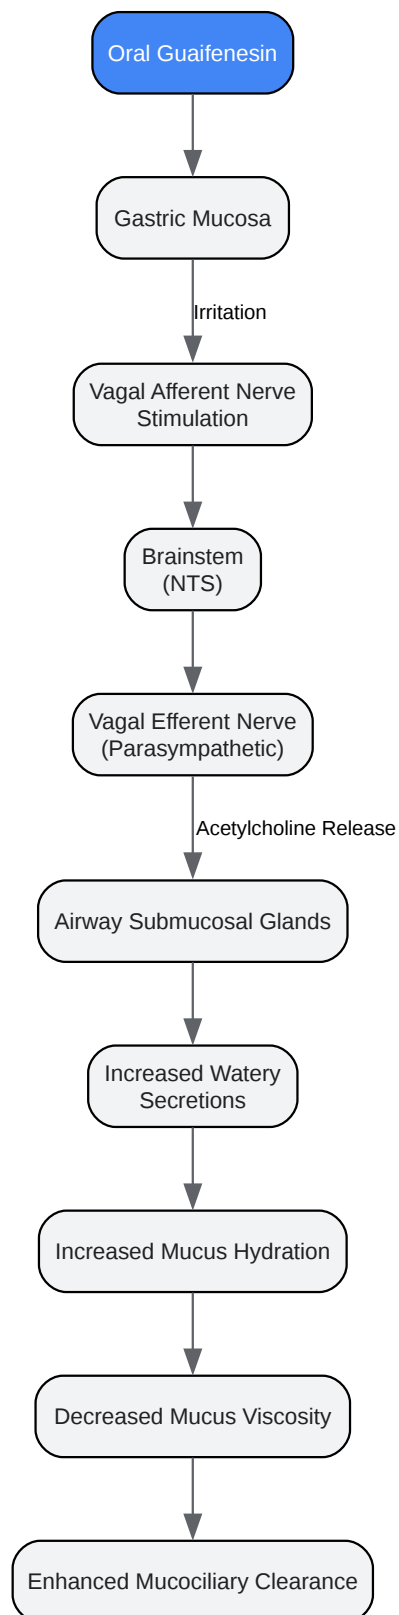 Oral Guaifenesin
Gastric Mucosa
Irritation
Vagal Afferent Nerve
Stimulation
Brainstem
(NTS)
Vagal Efferent Nerve
(Parasympathetic)
Acetylcholine Release
Airway Submucosal Glands
Increased Watery
Secretions
Increased Mucus Hydration
Decreased Mucus Viscosity
Enhanced Mucociliary Clearance